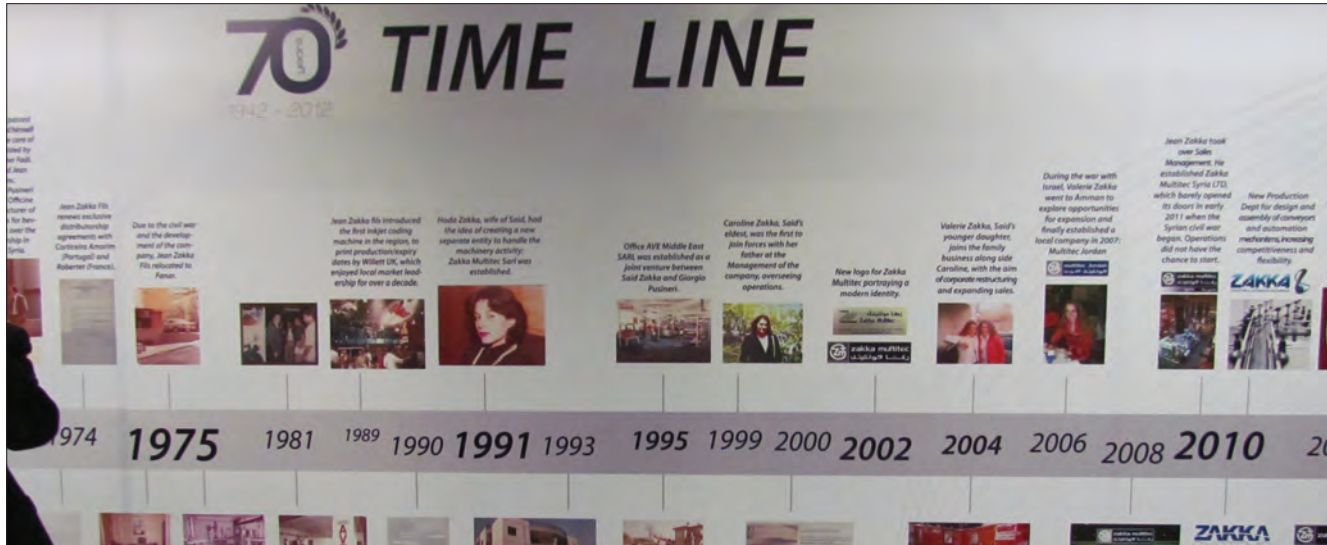 70
years
TIME LINE
1942 - 2012
Jean Zakka Fils
renews exclusive
distributorship
agreements with
Corticeira Amorim
(Portugal) and
Robertet (France).
Due to the civil war
and the develop-
ment of the com-
pany, Jean Zakka
Fils relocated to
Fanar.
Jean Zakka fils introduced
the first inkjet coding
machine in the region, to
print production/expiry
dates by Willett UK, which
enjoyed local market lead-
ership for over a decade.
Hoda Zakka, wife of Said, had
the idea of creating a new
separate entity to handle the
machinery activity:
Zakka Multitec Sarl was
established.
Office AVE Middle East
SARL was established as a
joint venture between
Said Zakka and Giorgio
Pusineri.
Caroline Zakka, Said's
eldest, was the first to
join forces with her
father at the
Management of the
company, overseeing
operations.
New logo for Zakka
Multitec portraying a
modern identity.
Zakka Multitec
zakka multitec
Valerie Zakka, Said's
younger daughter,
joins the family
business along side
Caroline, with the aim
of corporate restructuring
and expanding sales.
During the war with
Israel, Valerie Zakka
went to Amman to
explore opportunities
for expansion and
finally established a
local company in 2007:
Multitec Jordan
multitec Jordan
Jean Zakka took
over Sales
Management. He
established Zakka
Multitec Syria LTD,
which barely opened
its doors in early
2011 when the
Syrian civil war
began. Operations
did not have the
chance to start.
zakka multitec
New Production
Dept for design and
assembly of conveyors
and automation
mechanisms, increasing
competitiveness and
flexibility.
ZAKKA
1974 1975 1981 1989 1990 1991 1993 1995 1999 2000 2002 2004 2006 2008 2010
ZAKKA